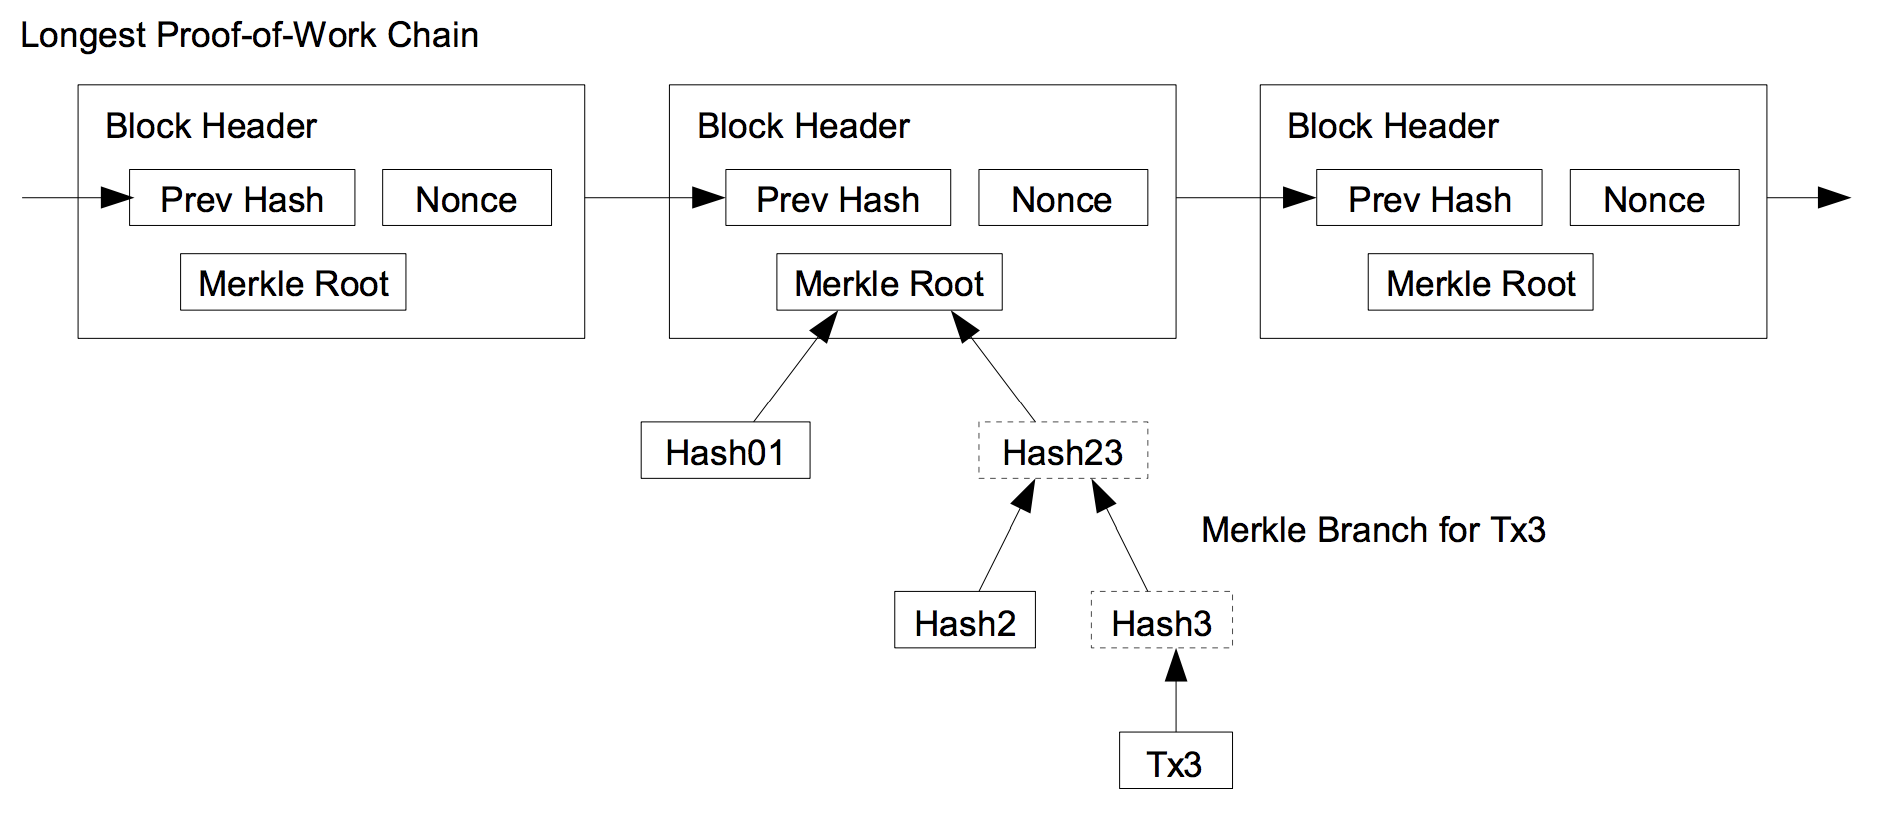 Longest Proof-of-Work Chain
Block Header
Block Header
Block Header
Prev Hash
Nonce
Prev Hash
Nonce
Prev Hash
Nonce
Merkle Root
Merkle Root
Merkle Root
Hash01
Hash23
Merkle Branch for Tx3
Hash2
Hash3
Tx3